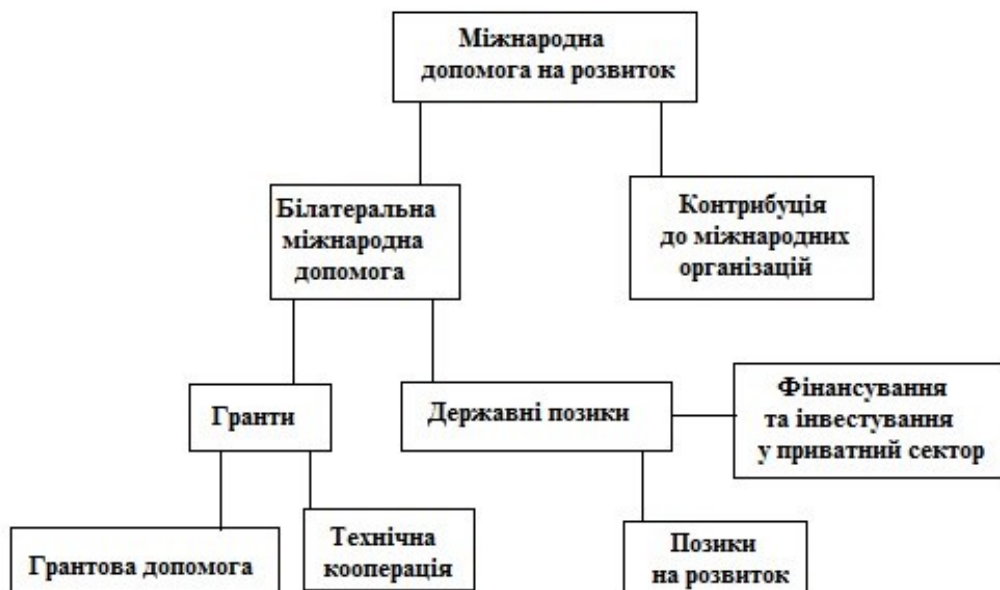 Міжнародна
допомога на розвиток
Білатеральна
міжнародна
допомога
Контрибуція
до міжнародних
організацій
Гранти
Державні позики
Фінансування
та інвестування
у приватний сектор
Грантова допомога
Технічна
кооперація
Позики
на розвиток